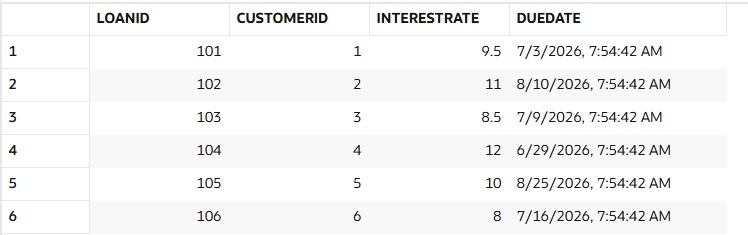 LOANID CUSTOMERID INTERESTRATE DUEDATE
1 101 1 9.5 7/3/2026, 7:54:42 AM
2 102 2 11 8/10/2026, 7:54:42 AM
3 103 3 8.5 7/9/2026, 7:54:42 AM
4 104 4 12 6/29/2026, 7:54:42 AM
5 105 5 10 8/25/2026, 7:54:42 AM
6 106 6 8 7/16/2026, 7:54:42 AM